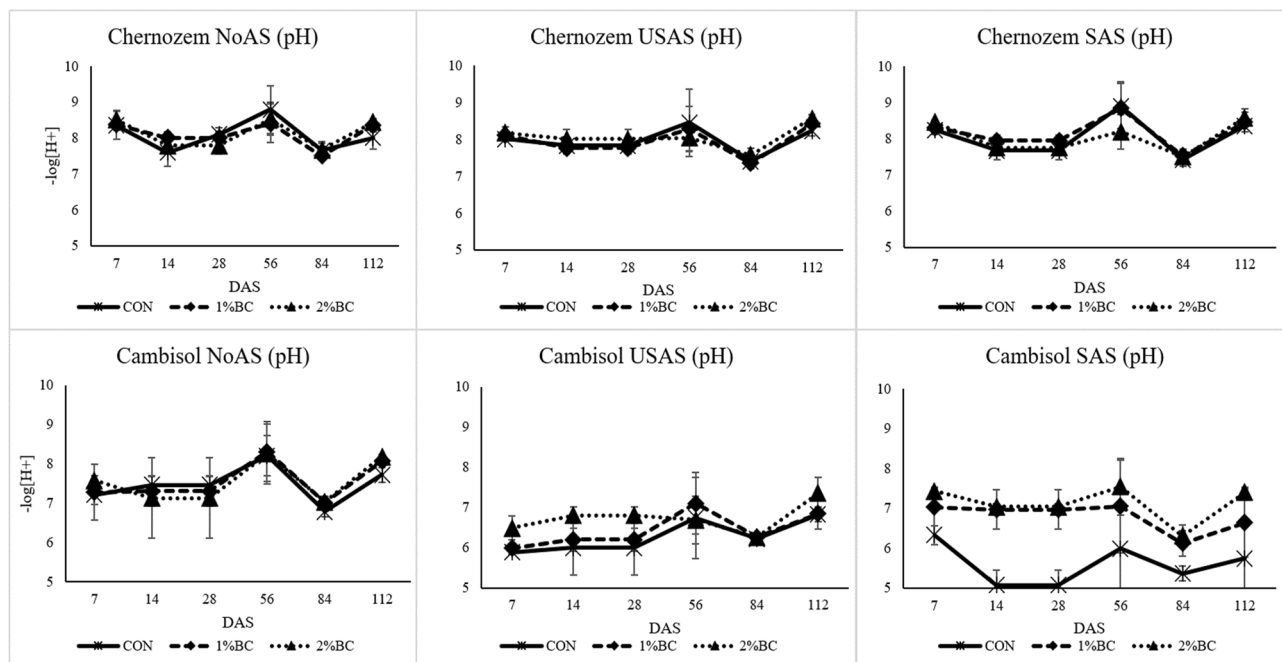 Chernozem NoAS (pH)
10
9
8
7
6
5
-log[H+]
7 14 28 56 84 112
DAS
CON 1%BC 2%BC
Chernozem USAS (pH)
10
9
8
7
6
5
7 14 28 56 84 112
DAS
CON 1%BC 2%BC
Chernozem SAS (pH)
10
9
8
7
6
5
7 14 28 56 84 112
DAS
CON 1%BC 2%BC
Cambisol NoAS (pH)
10
9
8
7
6
5
-log[H+]
7 14 28 56 84 112
DAS
CON 1%BC 2%BC
Cambisol USAS (pH)
10
9
8
7
6
5
7 14 28 56 84 112
DAS
CON 1%BC 2%BC
Cambisol SAS (pH)
10
9
8
7
6
5
7 14 28 56 84 112
DAS
CON 1%BC 2%BC